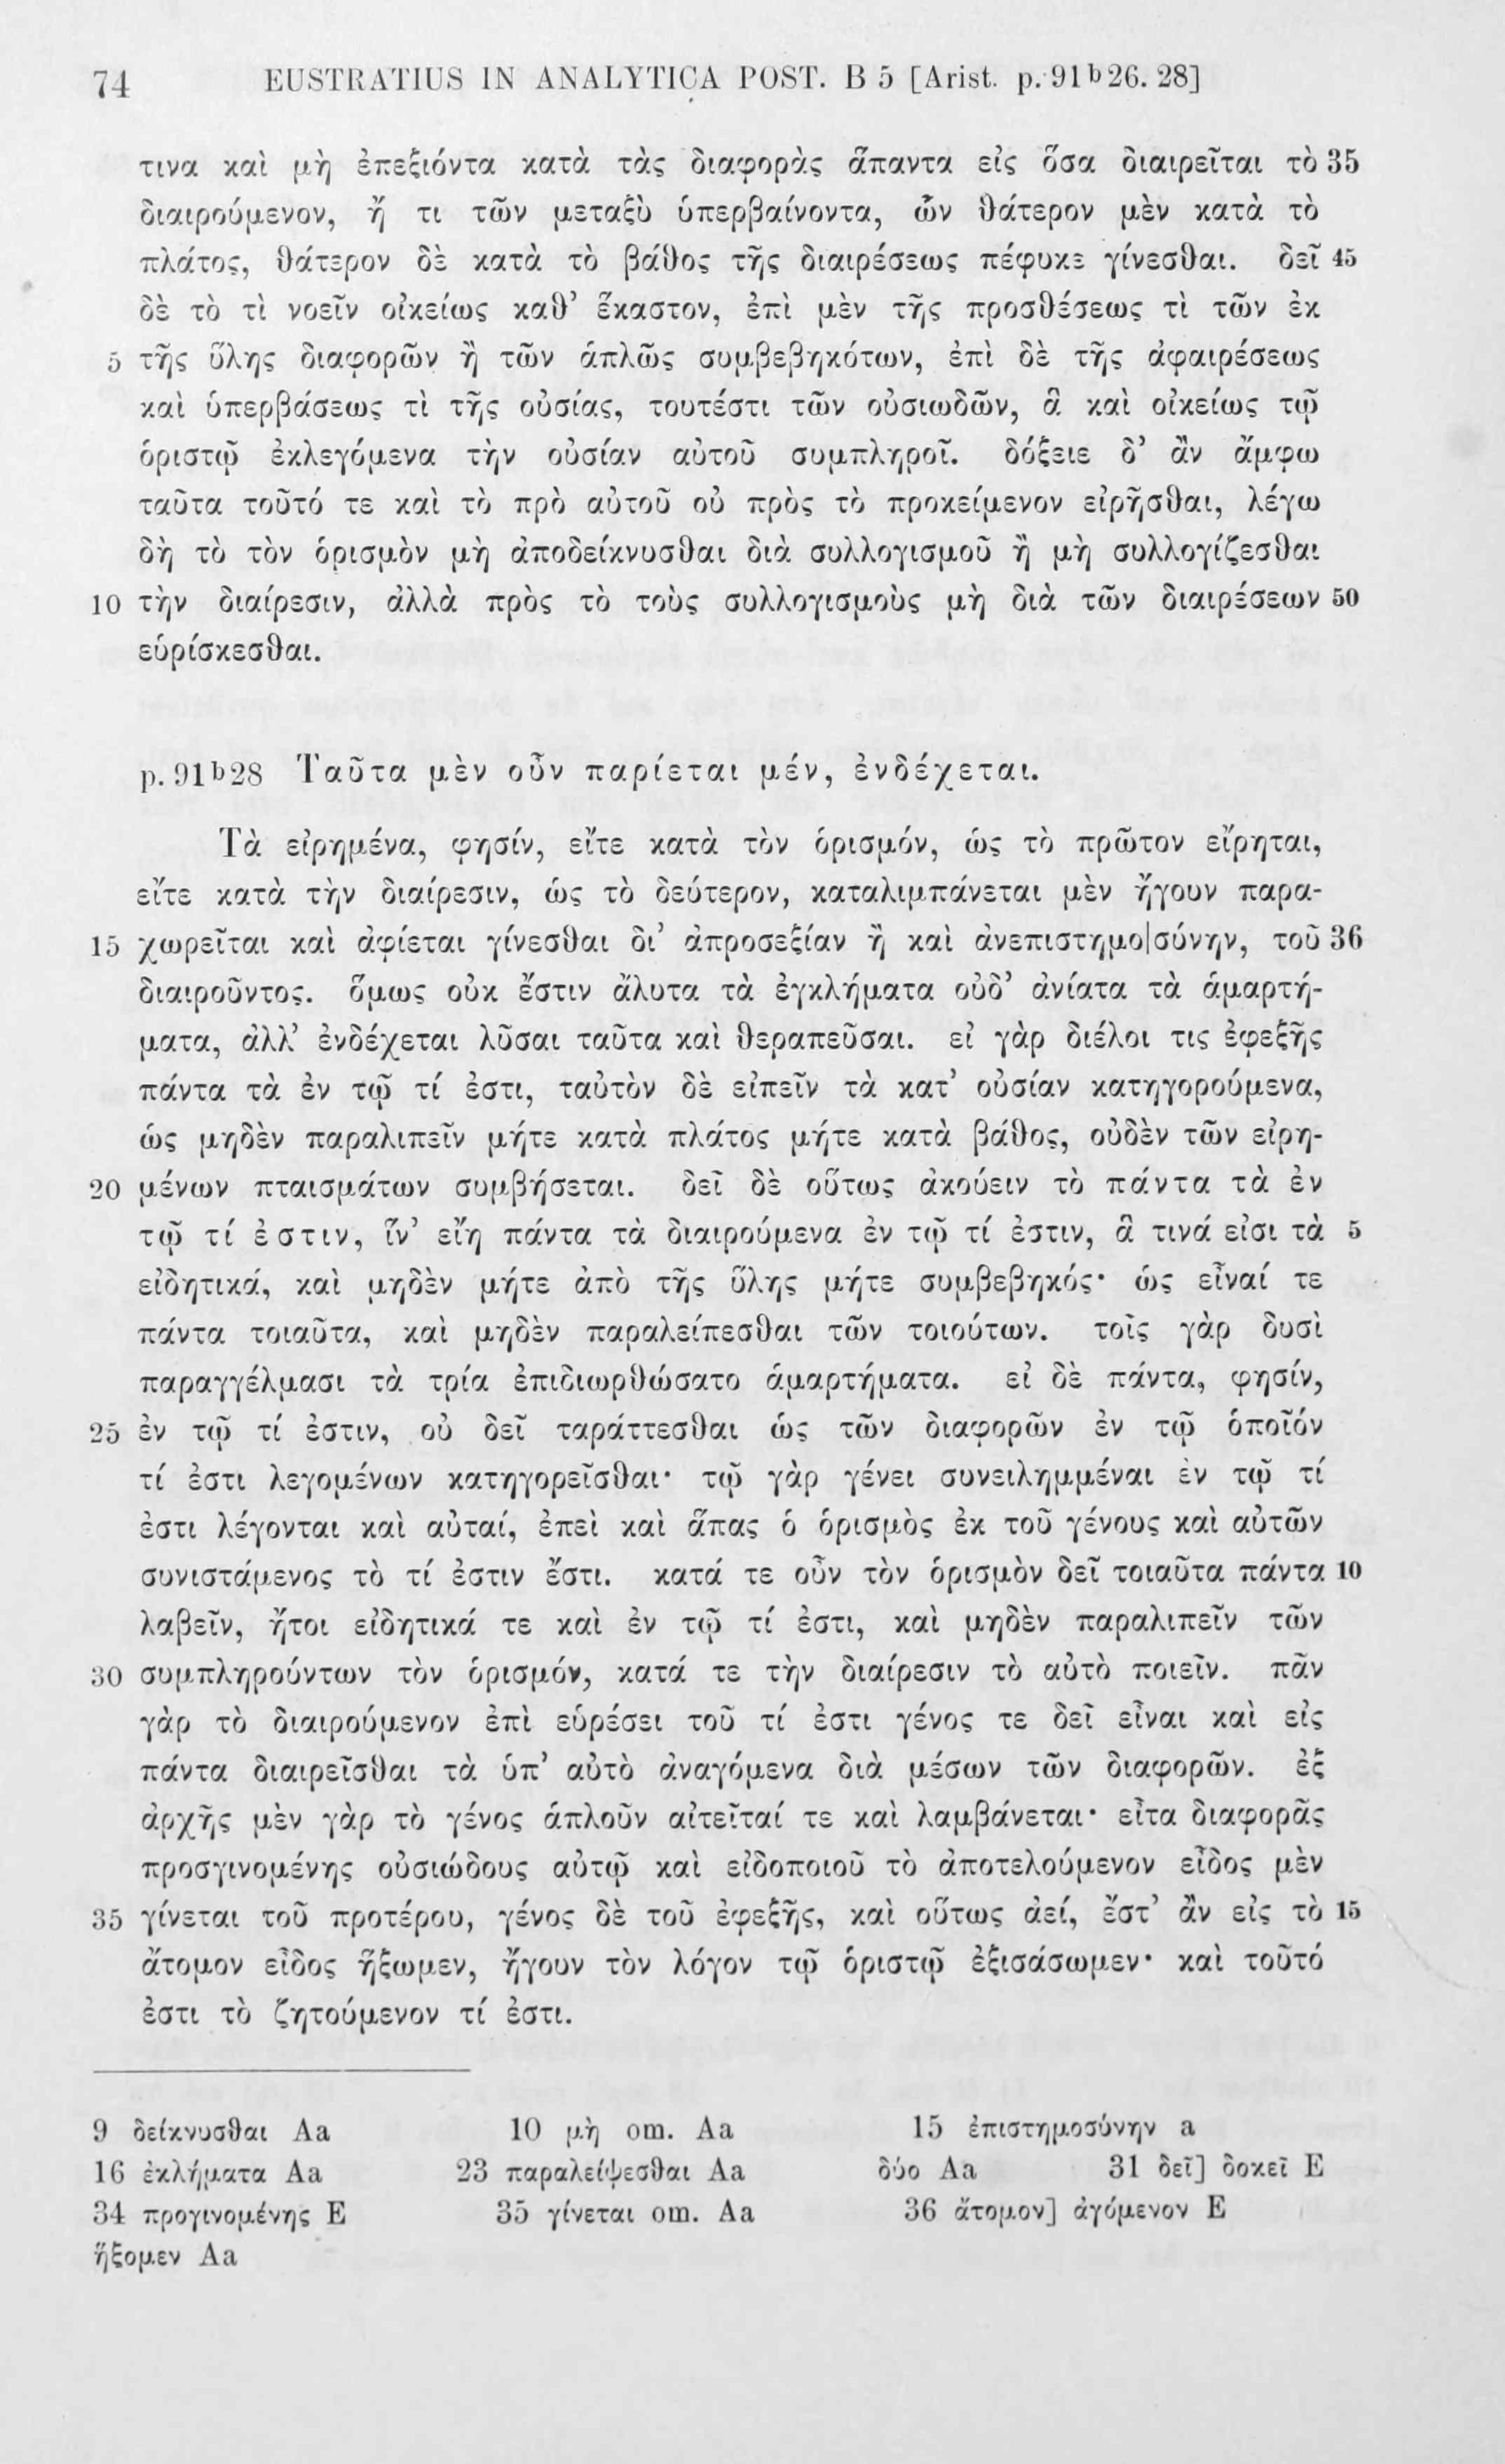 74 EUSTRATIUS IN ANALYTICA POST. B 5 [Arist. p. 91b26. 28]
τινα καὶ μὴ ἐπεξιόντα κατὰ τὰς διαφορὰς ἅπαντα εἰς ὅσα διαιρεῖται τὸ 35
διαιρούμενον, ἤ τι τῶν μεταξὺ ὑπερβαίνοντα, ὧν θάτερον μὲν κατὰ τὸ
πλάτος, θάτερον δὲ κατὰ τὸ βάθος τῆς διαιρέσεως πέφυκε γίνεσθαι. δεῖ 45
δὲ τὸ τὶ νοεῖν οἰκείως καθ’ ἕκαστον, ἐπὶ μὲν τῆς προσθέσεως τὶ τῶν ἐκ
5 τῆς ὕλης διαφορῶν ἢ τῶν ἁπλῶς συμβεβηκότων, ἐπὶ δὲ τῆς ἀφαιρέσεως
καὶ ὑπερβάσεως τὶ τῆς οὐσίας, τουτέστι τῶν οὐσιωδῶν, ἃ καὶ οἰκείως τῷ
ὁριστῷ ἐκλεγόμενα τὴν οὐσίαν αὐτοῦ συμπληροῖ. δόξειε δ’ ἂν ἄμφω
ταῦτα τοῦτό τε καὶ τὸ πρὸ αὐτοῦ οὐ πρὸς τὸ προκείμενον εἰρῆσθαι, λέγω
δὴ τὸ τὸν ὁρισμὸν μὴ ἀποδείκνυσθαι διὰ συλλογισμοῦ ἢ μὴ συλλογίζεσθαι
10 τὴν διαίρεσιν, ἀλλὰ πρὸς τὸ τοὺς συλλογισμοὺς μὴ διὰ τῶν διαιρέσεων 50
εὑρίσκεσθαι.
p. 91b28 Ταῦτα μὲν οὖν παρίεται μέν, ἐνδέχεται.
Τὰ εἰρημένα, φησίν, εἴτε κατὰ τὸν ὁρισμόν, ὡς τὸ πρῶτον εἴρηται,
εἴτε κατὰ τὴν διαίρεσιν, ὡς τὸ δεύτερον, καταλιμπάνεται μὲν ἤγουν παρα-
15 χωρεῖται καὶ ἀφίεται γίνεσθαι δι’ ἀπροσεξίαν ἢ καὶ ἀνεπιστημο|σύνην, τοῦ 36
διαιροῦντος. ὅμως οὐκ ἔστιν ἄλυτα τὰ ἐγκλήματα οὐδ’ ἀνίατα τὰ ἁμαρτή-
ματα, ἀλλ’ ἐνδέχεται λῦσαι ταῦτα καὶ θεραπεῦσαι. εἰ γὰρ διέλοι τις ἐφεξῆς
πάντα τὰ ἐν τῷ τί ἐστι, ταὐτὸν δὲ εἰπεῖν τὰ κατ’ οὐσίαν κατηγορούμενα,
ὡς μηδὲν παραλιπεῖν μήτε κατὰ πλάτος μήτε κατὰ βάθος, οὐδὲν τῶν εἰρη-
20 μένων πταισμάτων συμβήσεται. δεῖ δὲ οὕτως ἀκούειν τὸ πάντα τὰ ἐν
τῷ τί ἐστιν, ἵν’ εἴη πάντα τὰ διαιρούμενα ἐν τῷ τί ἐστιν, ἅ τινά εἰσι τὰ 5
εἰδητικά, καὶ μηδὲν μήτε ἀπὸ τῆς ὕλης μήτε συμβεβηκός· ὡς εἶναί τε
πάντα τοιαῦτα, καὶ μηδὲν παραλείπεσθαι τῶν τοιούτων. τοῖς γὰρ δυσὶ
παραγγέλμασι τὰ τρία ἐπιδιωρθώσατο ἁμαρτήματα. εἰ δὲ πάντα, φησίν,
25 ἐν τῷ τί ἐστιν, οὐ δεῖ ταράττεσθαι ὡς τῶν διαφορῶν ἐν τῷ ὁποῖόν
τί ἐστι λεγομένων κατηγορεῖσθαι· τῷ γὰρ γένει συνειλημμέναι ἐν τῷ τί
ἐστι λέγονται καὶ αὐταί, ἐπεὶ καὶ ἅπας ὁ ὁρισμὸς ἐκ τοῦ γένους καὶ αὐτῶν
συνιστάμενος τὸ τί ἐστιν ἔστι. κατά τε οὖν τὸν ὁρισμὸν δεῖ τοιαῦτα πάντα 10
λαβεῖν, ἤτοι εἰδητικά τε καὶ ἐν τῷ τί ἐστι, καὶ μηδὲν παραλιπεῖν τῶν
30 συμπληρούντων τὸν ὁρισμόν, κατά τε τὴν διαίρεσιν τὸ αὐτὸ ποιεῖν. πᾶν
γὰρ τὸ διαιρούμενον ἐπὶ εὑρέσει τοῦ τί ἐστι γένος τε δεῖ εἶναι καὶ εἰς
πάντα διαιρεῖσθαι τὰ ὑπ’ αὐτὸ ἀναγόμενα διὰ μέσων τῶν διαφορῶν. ἐξ
ἀρχῆς μὲν γὰρ τὸ γένος ἁπλοῦν αἰτεῖταί τε καὶ λαμβάνεται· εἶτα διαφορᾶς
προσγινομένης οὐσιώδους αὐτῷ καὶ εἰδοποιοῦ τὸ ἀποτελούμενον εἶδος μὲν
35 γίνεται τοῦ προτέρου, γένος δὲ τοῦ ἐφεξῆς, καὶ οὕτως ἀεί, ἔστ’ ἂν εἰς τὸ 15
ἄτομον εἶδος ἥξωμεν, ἤγουν τὸν λόγον τῷ ὁριστῷ ἐξισάσωμεν· καὶ τοῦτό
ἐστι τὸ ζητούμενον τί ἐστι.
9 δείκνυσθαι Aa 10 μὴ om. Aa 15 ἐπιστημοσύνην a
16 ἐκλήματα Aa 23 παραλείψεσθαι Aa δύο Aa 31 δεῖ] δοκεῖ E
34 προγινομένης E 35 γίνεται om. Aa 36 ἄτομον] ἀγόμενον E
ἥξομεν Aa